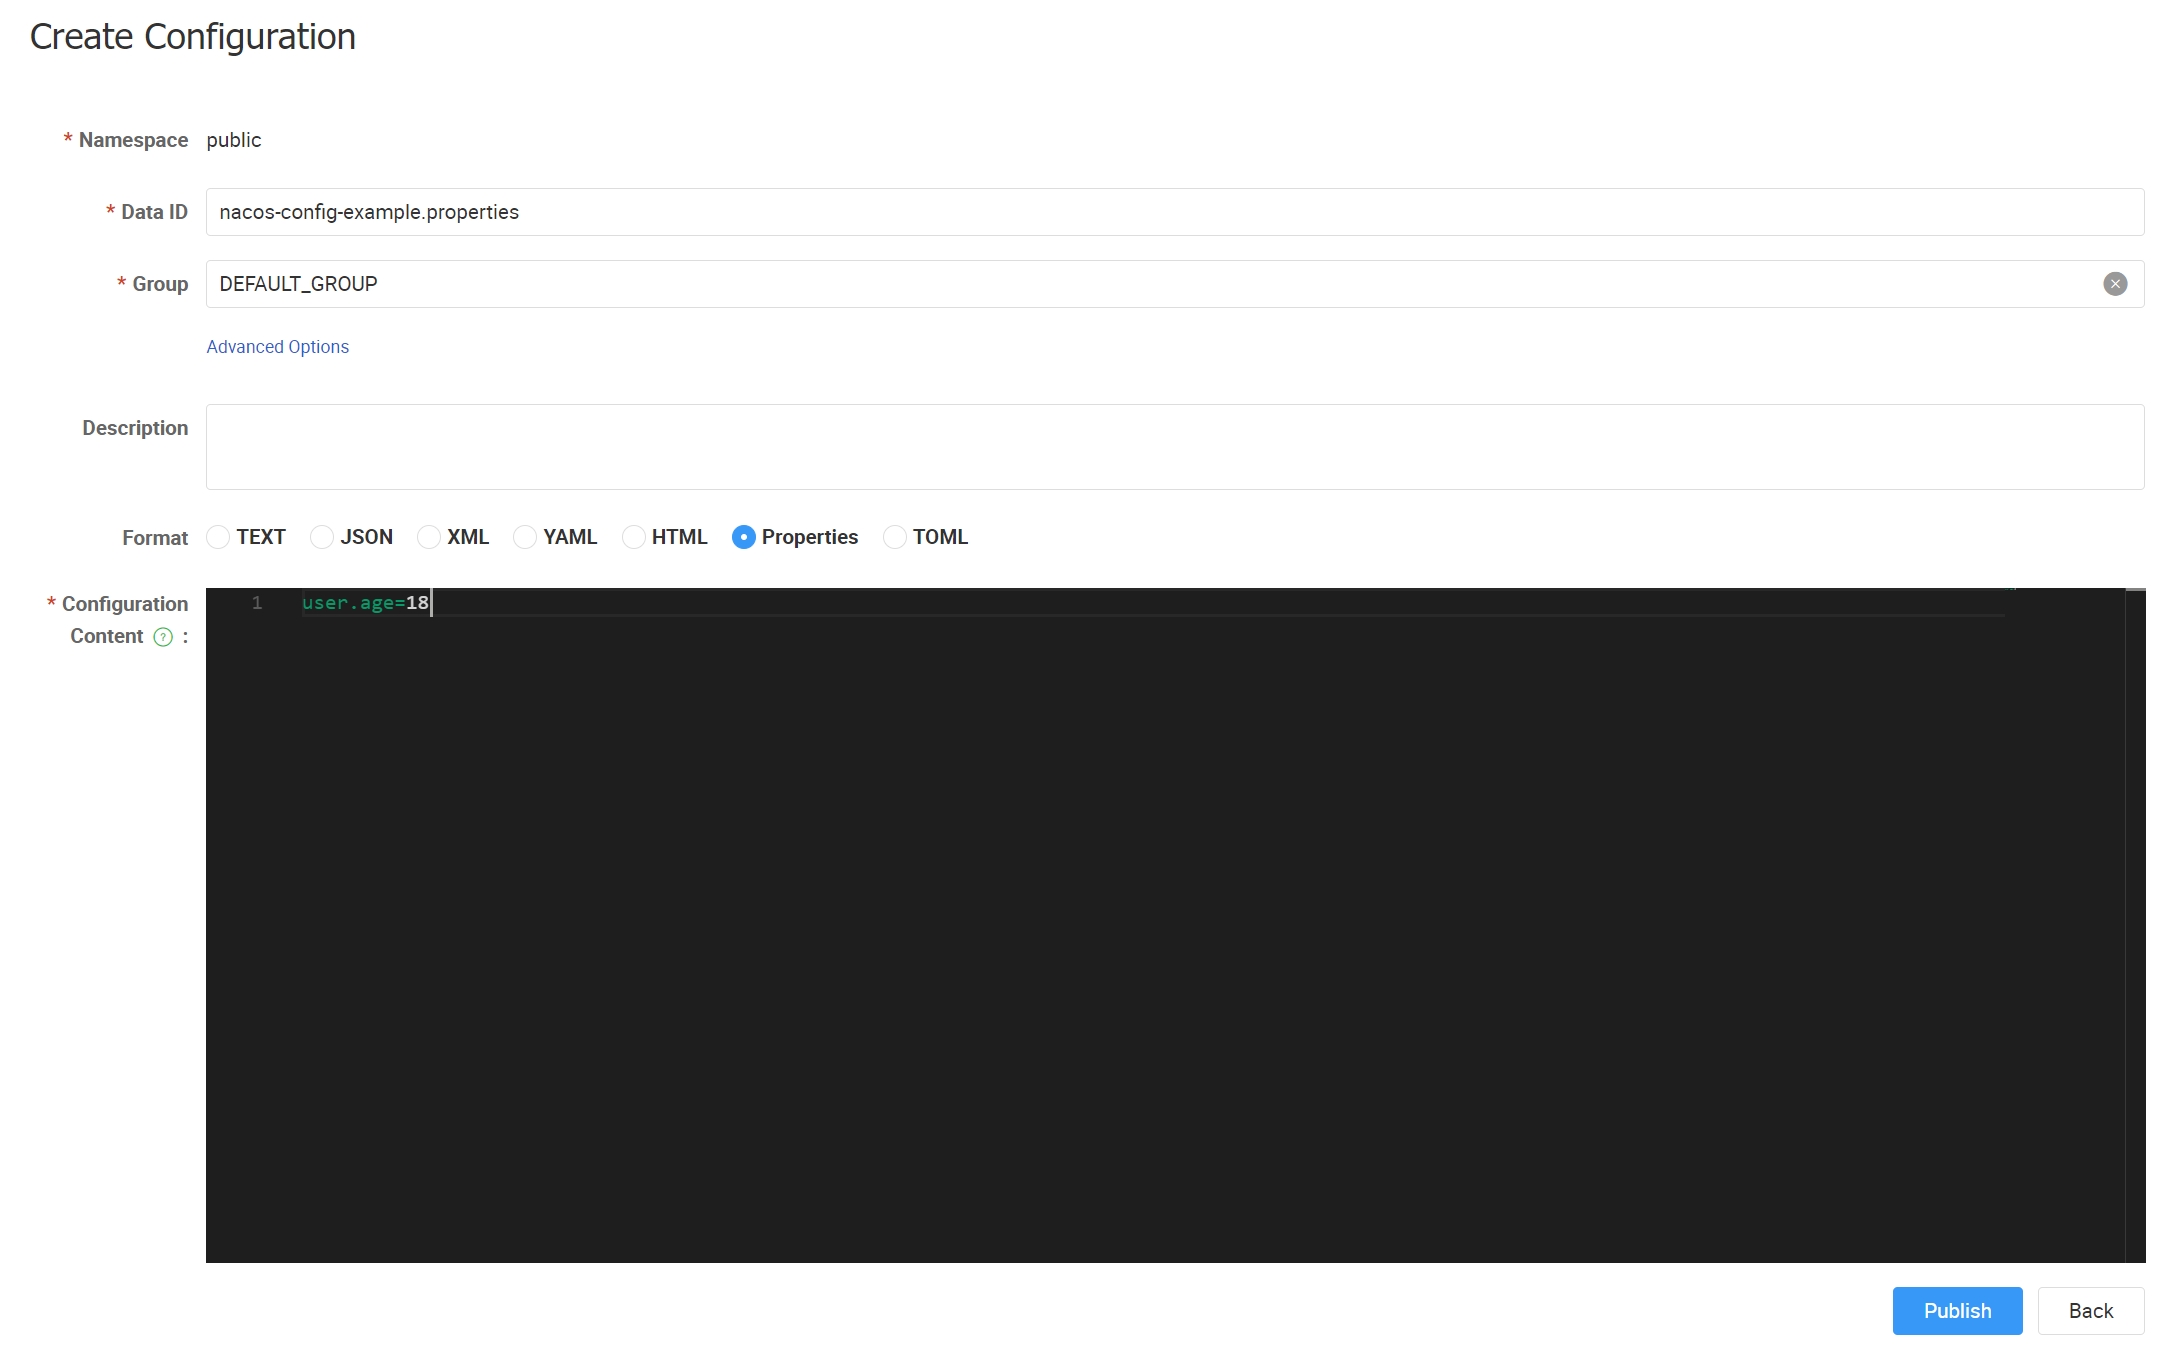 Create Configuration
* Namespace public
* Data ID nacos-config-example.properties
* Group DEFAULT_GROUP
Advanced Options
Description
Format TEXT JSON XML YAML HTML Properties TOML
* Configuration Content ? :
1 user.age=18
Publish Back